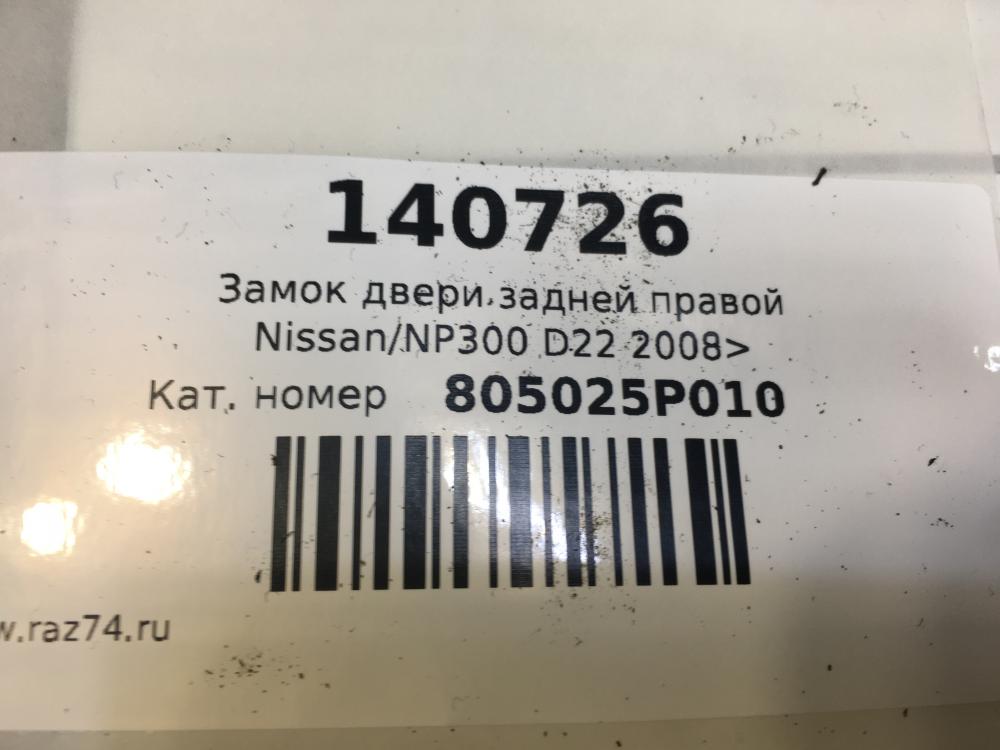 140726
Замок двери задней правой
Nissan/NP300 D22 2008>
Кат. номер 805025P010
w.raz74.ru